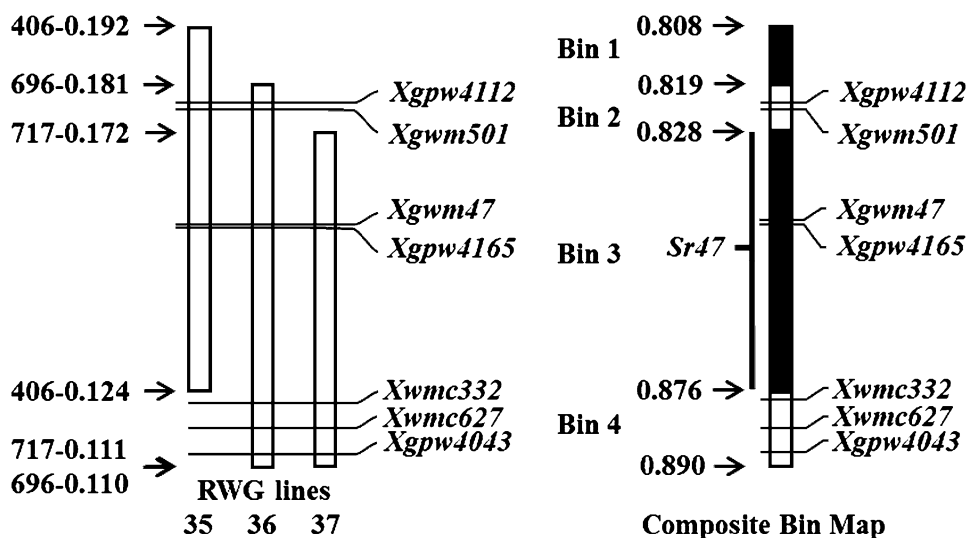 406-0.192
696-0.181
717-0.172
406-0.124
717-0.111
696-0.110
Xgpw4112
Xgwm501
Xgwm47
Xgpw4165
Xwmc332
Xwmc627
Xgpw4043
RWG lines
35 36 37
Bin 1
Bin 2
Bin 3
Bin 4
0.808
0.819
0.828
0.876
0.890
Sr47
Xgpw4112
Xgwm501
Xgwm47
Xgpw4165
Xwmc332
Xwmc627
Xgpw4043
Composite Bin Map